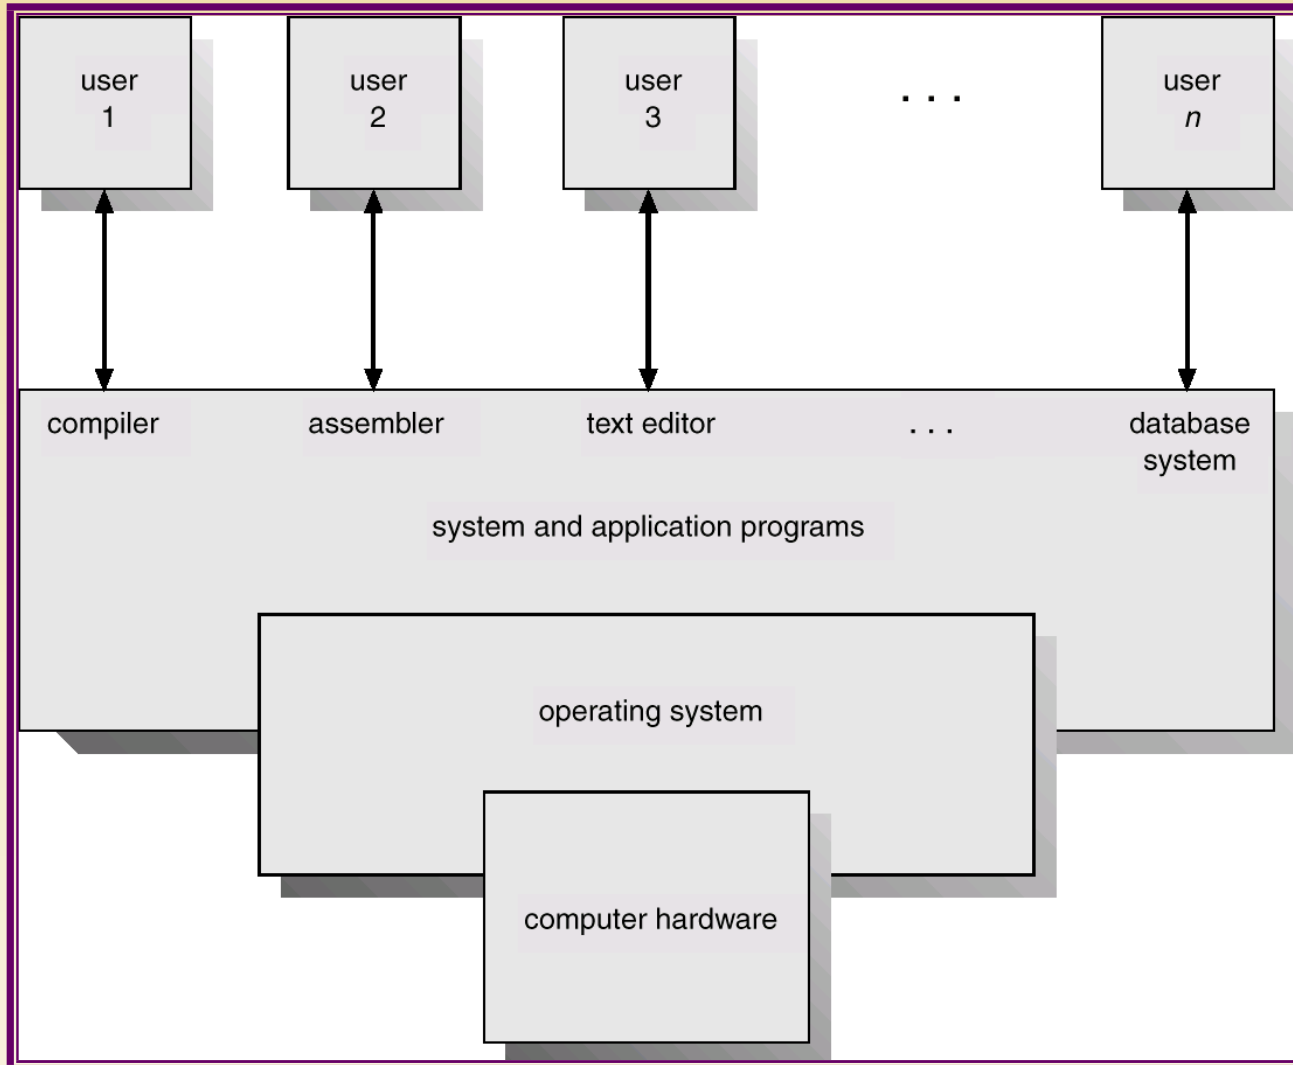 user
1
user
2
user
3
. . .
user
n
compiler
assembler
text editor
. . .
database
system
system and application programs
operating system
computer hardware